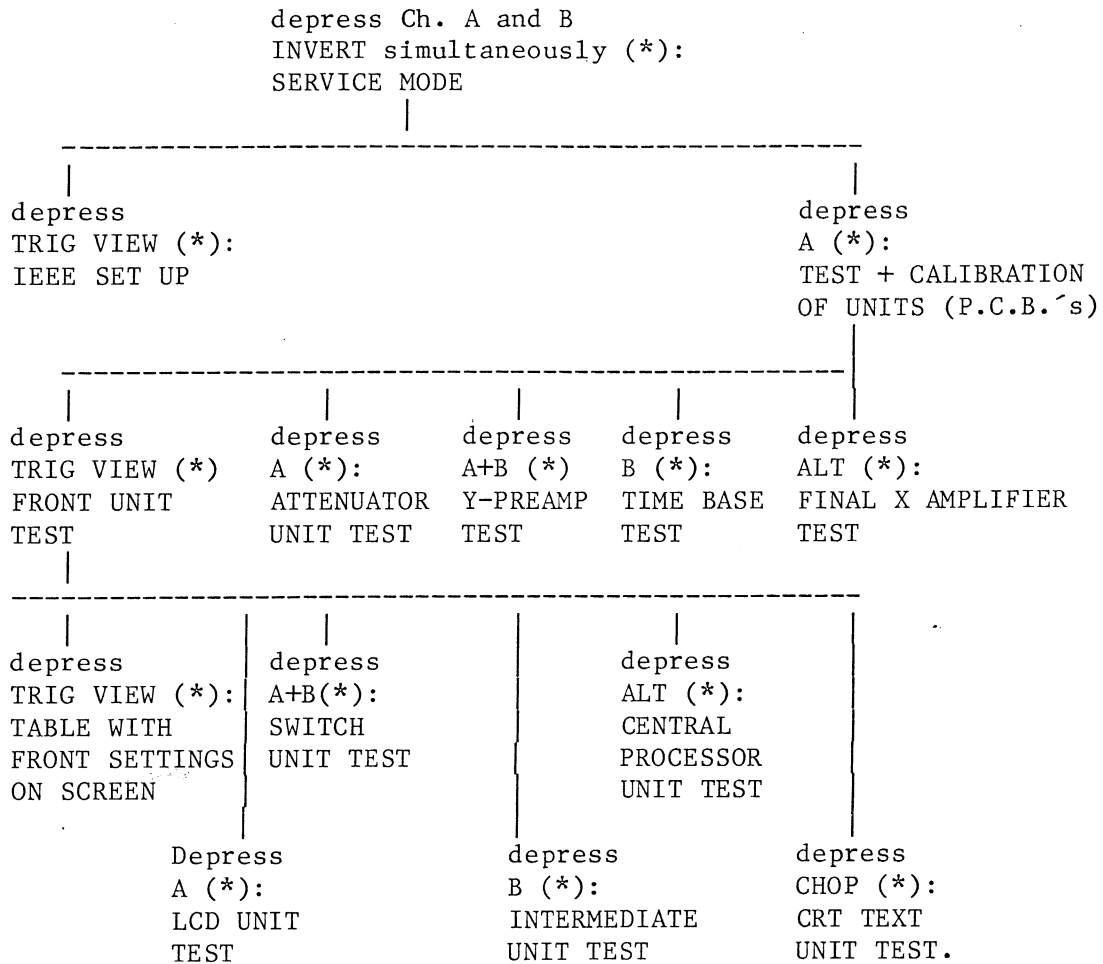 depress Ch. A and B
INVERT simultaneously (*):
SERVICE MODE
depress
TRIG VIEW (*):
IEEE SET UP
depress
A (*):
TEST + CALIBRATION
OF UNITS (P.C.B.´s)
depress
TRIG VIEW (*)
FRONT UNIT
TEST
depress
A (*):
ATTENUATOR
UNIT TEST
depress
A+B (*)
Y-PREAMP
TEST
depress
B (*):
TIME BASE
TEST
depress
ALT (*):
FINAL X AMPLIFIER
TEST
depress
TRIG VIEW (*):
TABLE WITH
FRONT SETTINGS
ON SCREEN
depress
A+B(*):
SWITCH
UNIT TEST
depress
ALT (*):
CENTRAL
PROCESSOR
UNIT TEST
Depress
A (*):
LCD UNIT
TEST
depress
B (*):
INTERMEDIATE
UNIT TEST
depress
CHOP (*):
CRT TEXT
UNIT TEST.